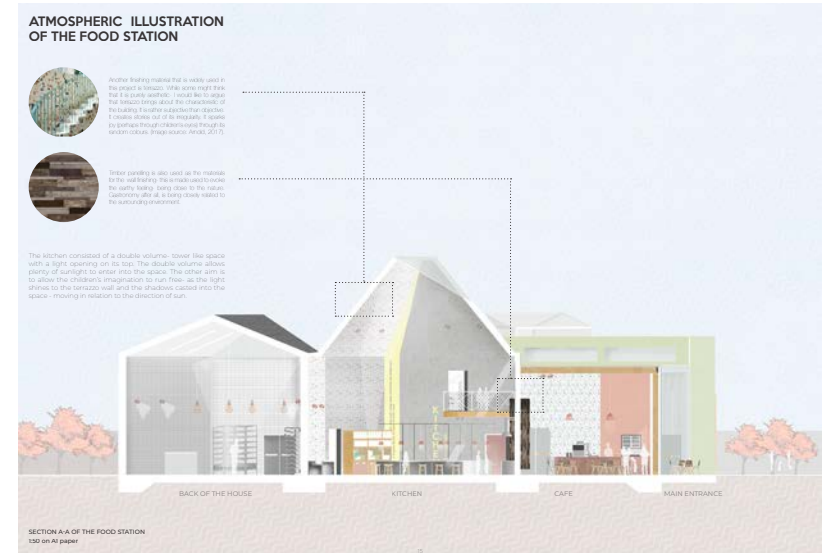 ATMOSPHERIC ILLUSTRATION
OF THE FOOD STATION
Another finishing material that is widely used in
this project is terrazzo. While some might think
that it is purely aesthetic, I would like to argue
that terrazzo brings about the characteristic of
the building. It is rather subjective than objective.
It creates stories out of its irregularity, it sparks
joy (perhaps through children's eyes) through its
random colours. (Image source: Arnold, 2017).
Timber panelling is also used as the materials
for the wall finishing; this is made used to evoke
the earthy feeling- being close to the nature.
Gastronomy after all, is being closely related to
the surrounding environment.
The kitchen consisted of a double volume- tower like space
with a light opening on its top. The double volume allows
plenty of sunlight to enter into the space. The other aim is
to allow the children's imagination to run free- as the light
shines to the terrazzo wall and the shadows casted into the
space - moving in relation to the direction of sun.
BACK OF THE HOUSE
KITCHEN
CAFE
MAIN ENTRANCE
SECTION A-A OF THE FOOD STATION
1:50 on A1 paper